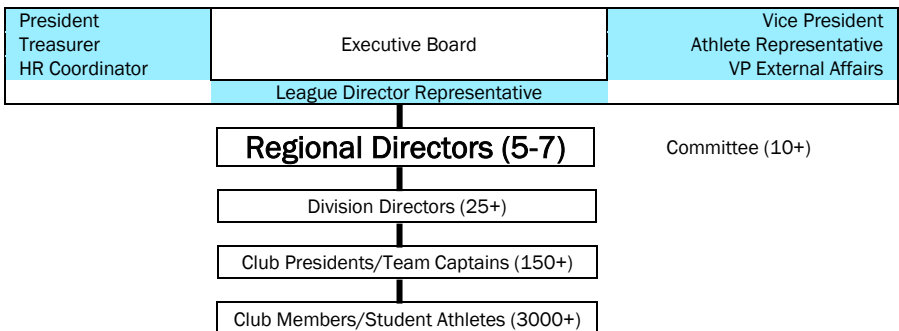 President
Treasurer
HR Coordinator
Executive Board
Vice President
Athlete Representative
VP External Affairs
League Director Representative
Regional Directors (5-7)
Committee (10+)
Division Directors (25+)
Club Presidents/Team Captains (150+)
Club Members/Student Athletes (3000+)